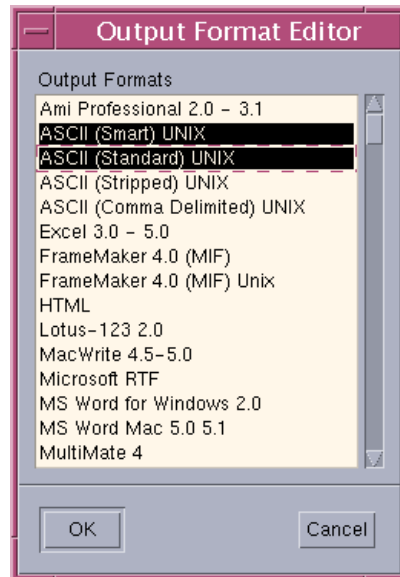 Output Format Editor
Output Formats
Ami Professional 2.0 - 3.1
ASCII (Smart) UNIX
ASCII (Standard) UNIX
ASCII (Stripped) UNIX
ASCII (Comma Delimited) UNIX
Excel 3.0 - 5.0
FrameMaker 4.0 (MIF)
FrameMaker 4.0 (MIF) Unix
HTML
Lotus-123 2.0
MacWrite 4.5-5.0
Microsoft RTF
MS Word for Windows 2.0
MS Word Mac 5.0 5.1
MultiMate 4
OK
Cancel